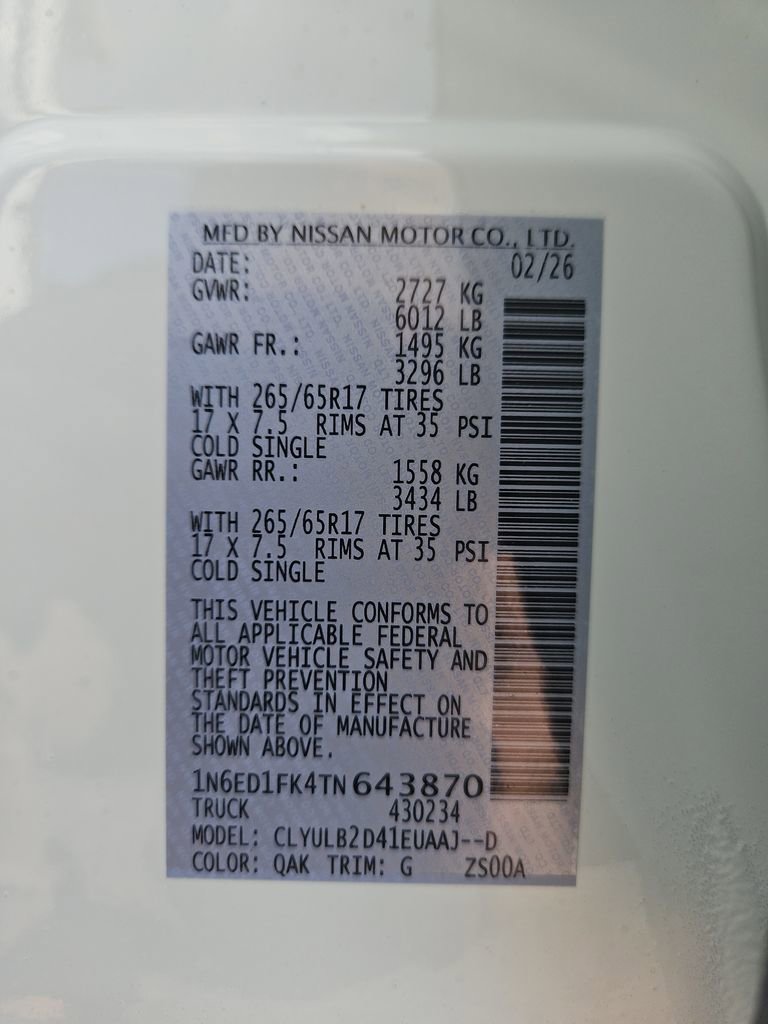 MFD BY NISSAN MOTOR CO., LTD.
DATE: 02/26
GVWR: 2727 KG
6012 LB
GAWR FR.: 1495 KG
3296 LB
WITH 265/65R17 TIRES
17 X 7.5 RIMS AT 35 PSI
COLD SINGLE
GAWR RR.: 1558 KG
3434 LB
WITH 265/65R17 TIRES
17 X 7.5 RIMS AT 35 PSI
COLD SINGLE
THIS VEHICLE CONFORMS TO
ALL APPLICABLE FEDERAL
MOTOR VEHICLE SAFETY AND
THEFT PREVENTION
STANDARDS IN EFFECT ON
THE DATE OF MANUFACTURE
SHOWN ABOVE.
1N6ED1FK4TN643870
TRUCK 430234
MODEL: CLYULB2D41EUAAJ--D
COLOR: QAK TRIM: G ZS00A